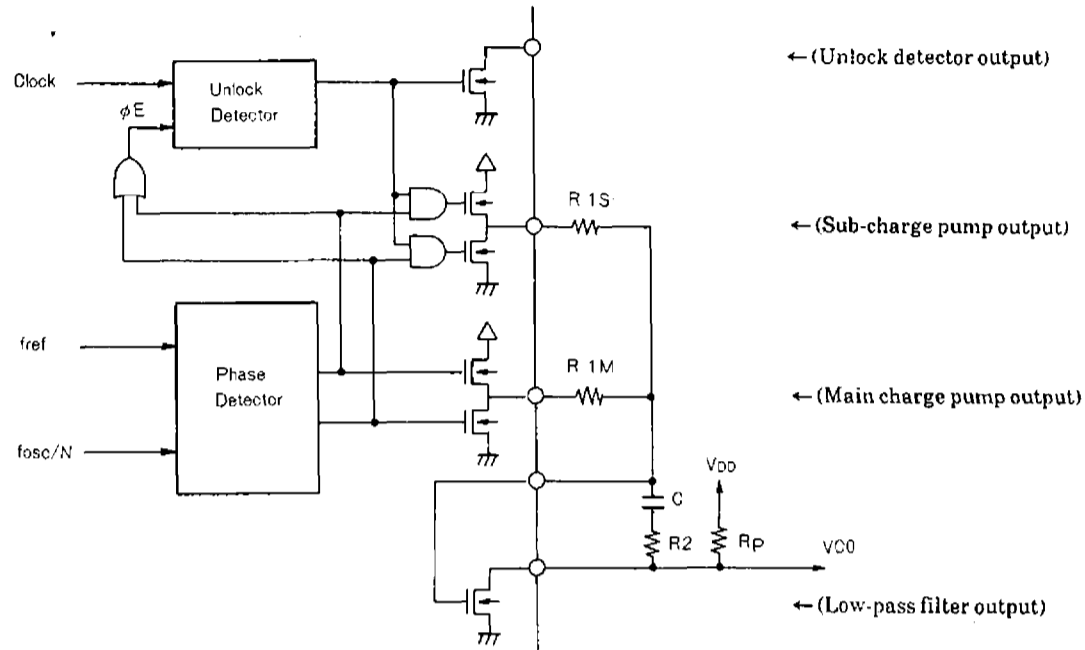 ←(Unlock detector output)
Clock
Unlock
Detector
φE
R 1S
←(Sub-charge pump output)
fref
Phase
Detector
R 1M
←(Main charge pump output)
fosc/N
VDD
C
R2
Rp
VCO
←(Low-pass filter output)